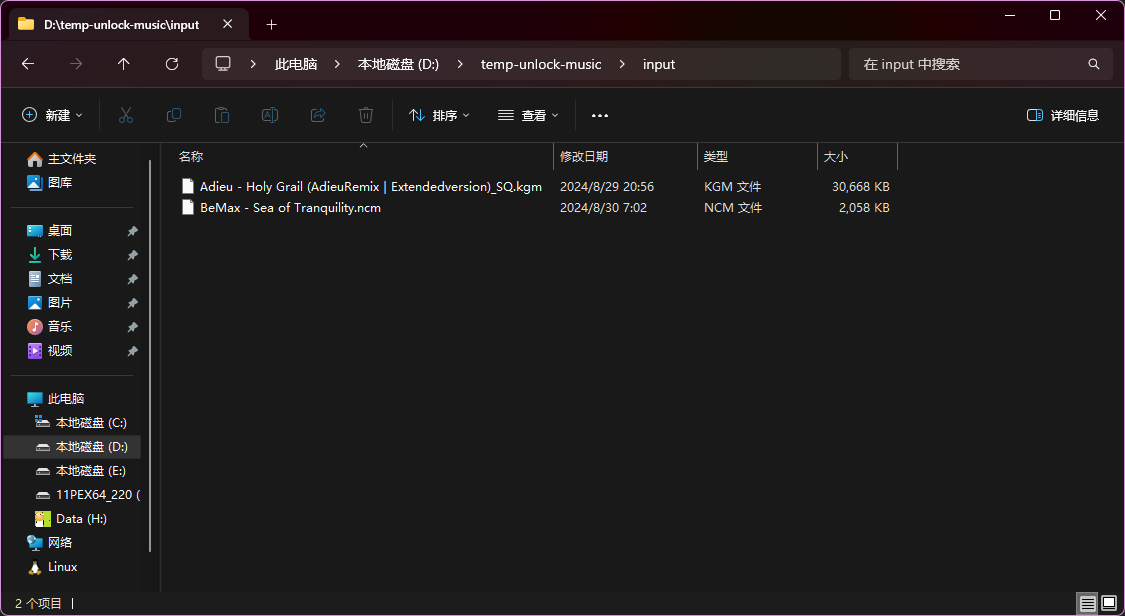 D:\temp-unlock-music\input
此电脑 本地磁盘 (D:) temp-unlock-music input
在 input 中搜索
新建 排序 查看 详细信息
主文件夹
图库
桌面
下载
文档
图片
音乐
视频
此电脑
本地磁盘 (C:)
本地磁盘 (D:)
本地磁盘 (E:)
11PEX64_220 (
Data (H:)
网络
Linux
名称 修改日期 类型 大小
Adieu - Holy Grail (AdieuRemix | Extendedversion)_SQ.kgm 2024/8/29 20:56 KGM 文件 30,668 KB
BeMax - Sea of Tranquility.ncm 2024/8/30 7:02 NCM 文件 2,058 KB
2 个项目